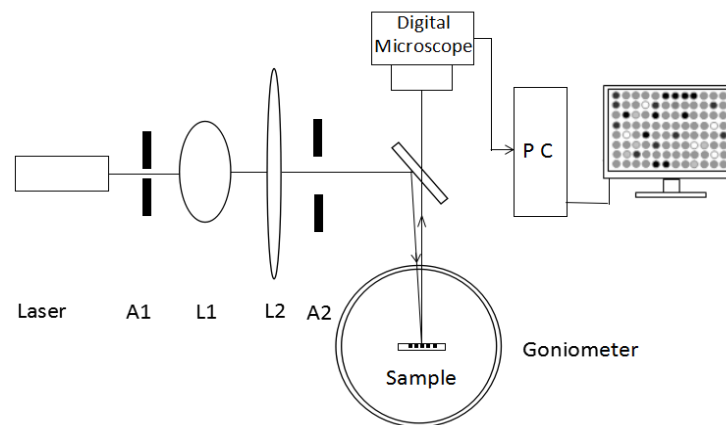 Digital
Microscope
P C
Laser
A1
L1
L2
A2
Goniometer
Sample